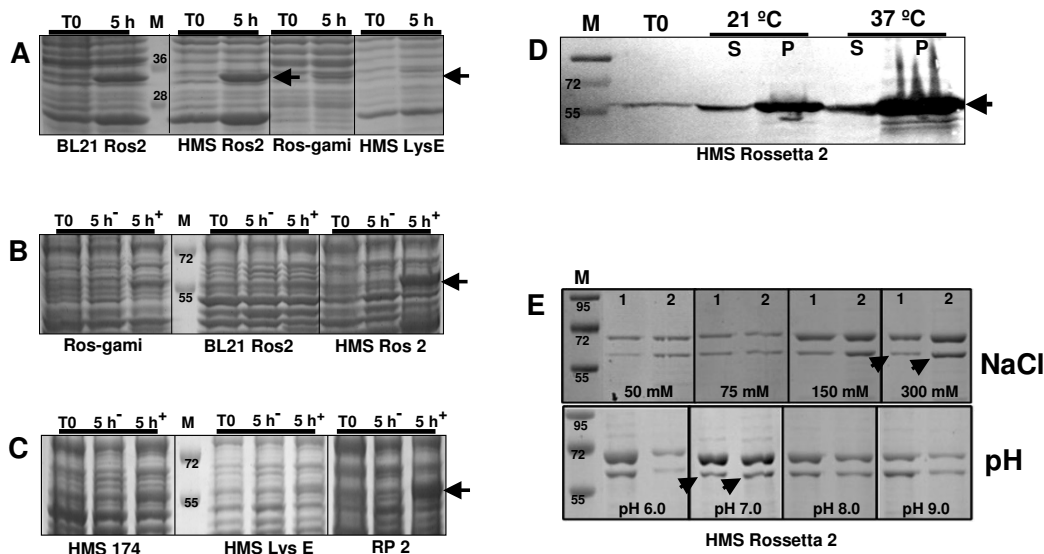 A
T0 5 h M T0 5 h T0 5 h T0 5 h
36
28
BL21 Ros2 HMS Ros2 Ros-gami HMS LysE
B
T0 5 h- 5 h+ M T0 5 h- 5 h+ T0 5 h- 5 h+
72
55
Ros-gami BL21 Ros2 HMS Ros 2
C
T0 5 h- 5 h+ M T0 5 h- 5 h+ T0 5 h- 5 h+
72
55
HMS 174 HMS Lys E RP 2
D
M T0 21 ºC 37 ºC
S P S P
72
55
HMS Rossetta 2
E
M
95 1 2 1 2 1 2 1 2
72
55
50 mM 75 mM 150 mM 300 mM
NaCl
95
72
55
pH 6.0 pH 7.0 pH 8.0 pH 9.0
pH
HMS Rossetta 2